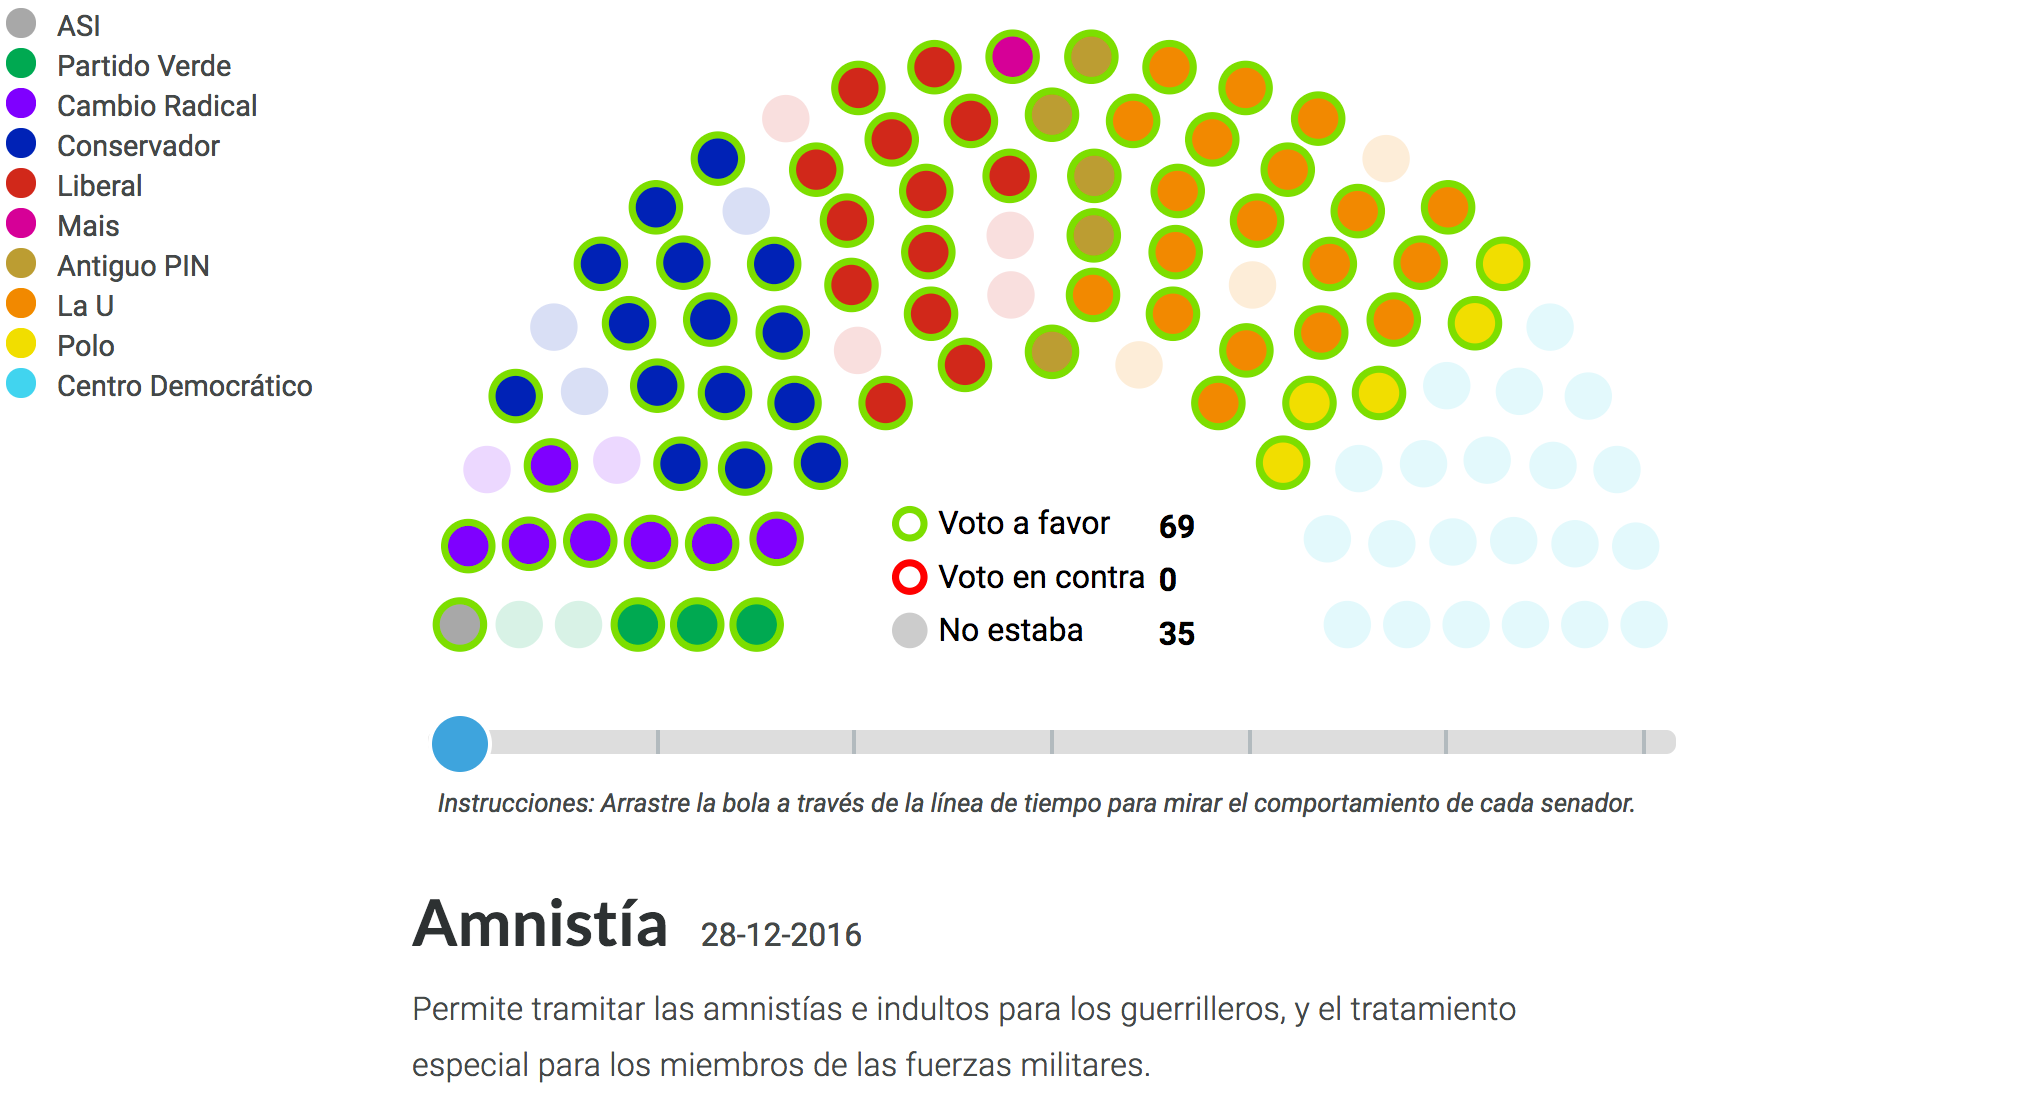 ASI
Partido Verde
Cambio Radical
Conservador
Liberal
Mais
Antiguo PIN
La U
Polo
Centro Democrático
Voto a favor 69
Voto en contra 0
No estaba 35
Instrucciones: Arrastre la bola a través de la línea de tiempo para mirar el comportamiento de cada senador.
Amnistía 28-12-2016
Permite tramitar las amnistías e indultos para los guerrilleros, y el tratamiento
especial para los miembros de las fuerzas militares.